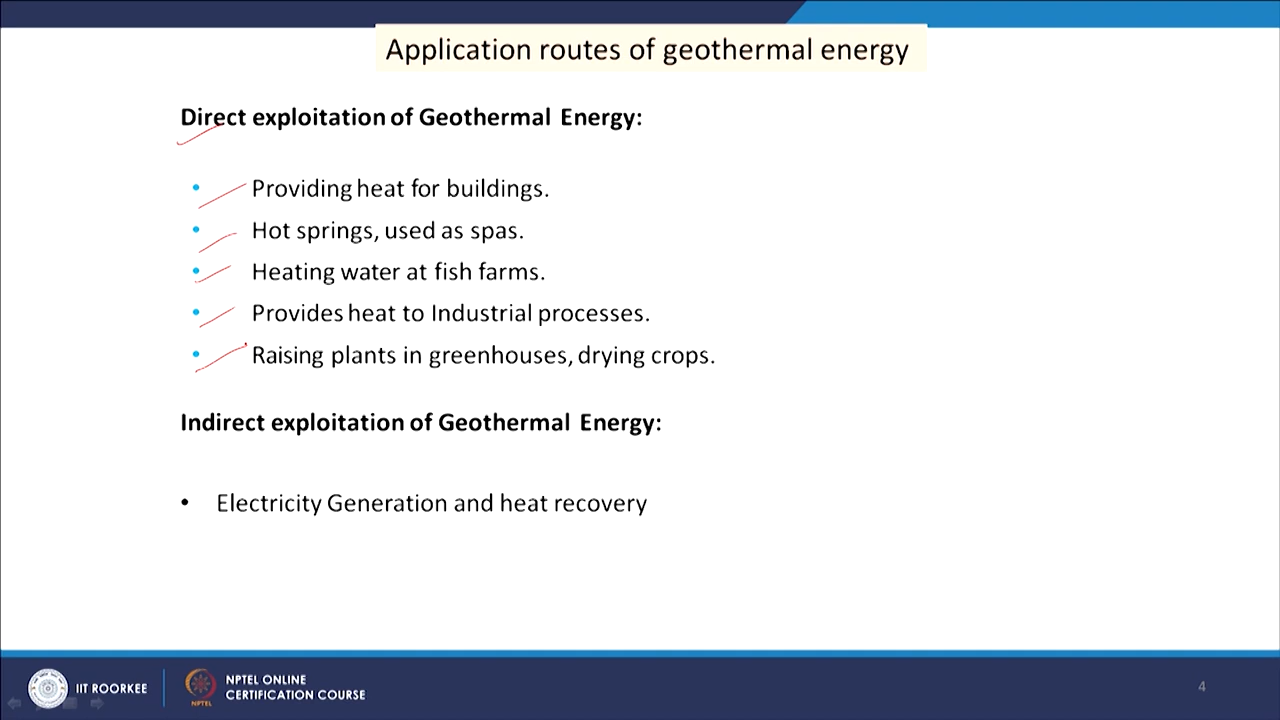 Application routes of geothermal energy
Direct exploitation of Geothermal Energy:
• Providing heat for buildings.
• Hot springs, used as spas.
• Heating water at fish farms.
• Provides heat to Industrial processes.
• Raising plants in greenhouses, drying crops.
Indirect exploitation of Geothermal Energy:
• Electricity Generation and heat recovery
IIT ROORKEE
NPTEL
NPTEL ONLINE
CERTIFICATION COURSE
4